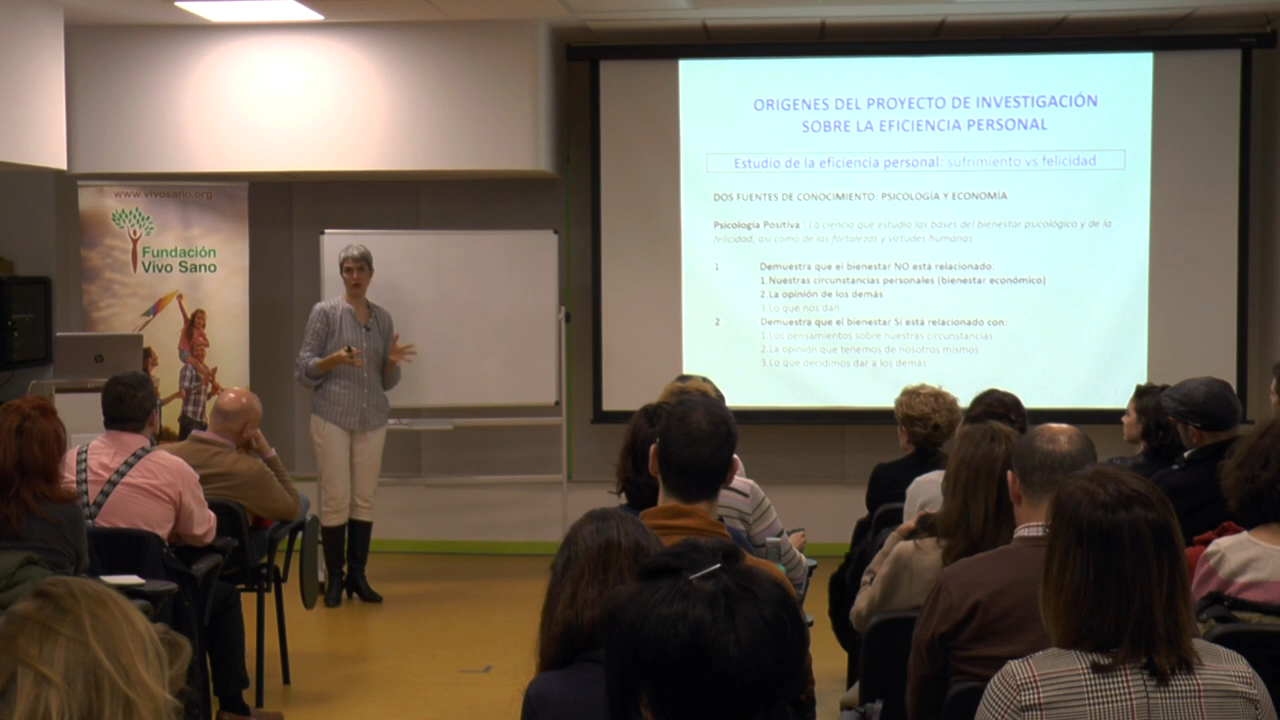 www.vivosano.org
Fundación
Vivo Sano
hp
ORIGENES DEL PROYECTO DE INVESTIGACIÓN
SOBRE LA EFICIENCIA PERSONAL
Estudio de la eficiencia personal: sufrimiento vs felicidad
DOS FUENTES DE CONOCIMIENTO: PSICOLOGÍA Y ECONOMÍA
Psicología Positiva : La ciencia que estudia las bases del bienestar psicológico y de la
felicidad, así como de las fortalezas y virtudes humanas
1 Demuestra que el bienestar NO está relacionado:
1.Nuestras circunstancias personales (bienestar económico)
2.La opinión de los demás
3.Lo que nos dan
2 Demuestra que el bienestar Sí está relacionado con:
1.Los pensamientos sobre nuestras circunstancias
2.La opinión que tenemos de nosotros mismos
3.Lo que decidimos dar a los demás